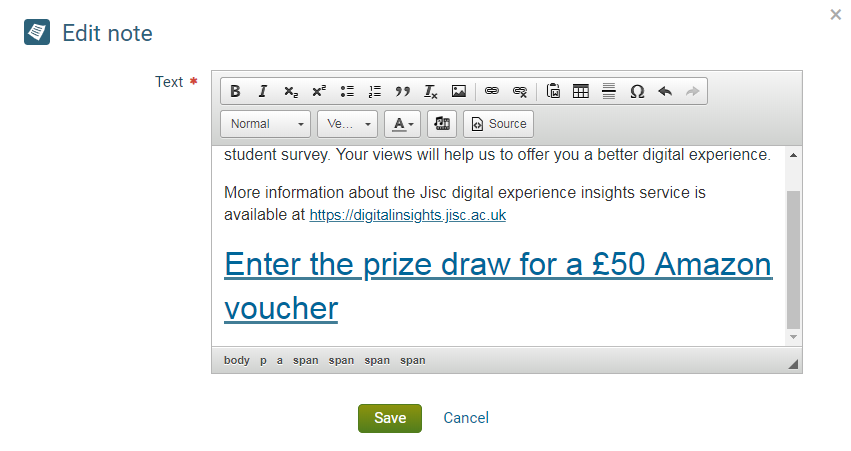 Edit note
Text *
Normal
Ve...
A
Source
student survey. Your views will help us to offer you a better digital experience.
More information about the Jisc digital experience insights service is
available at https://digitalinsights.jisc.ac.uk
Enter the prize draw for a £50 Amazon
voucher
body p a span span span span
Save Cancel